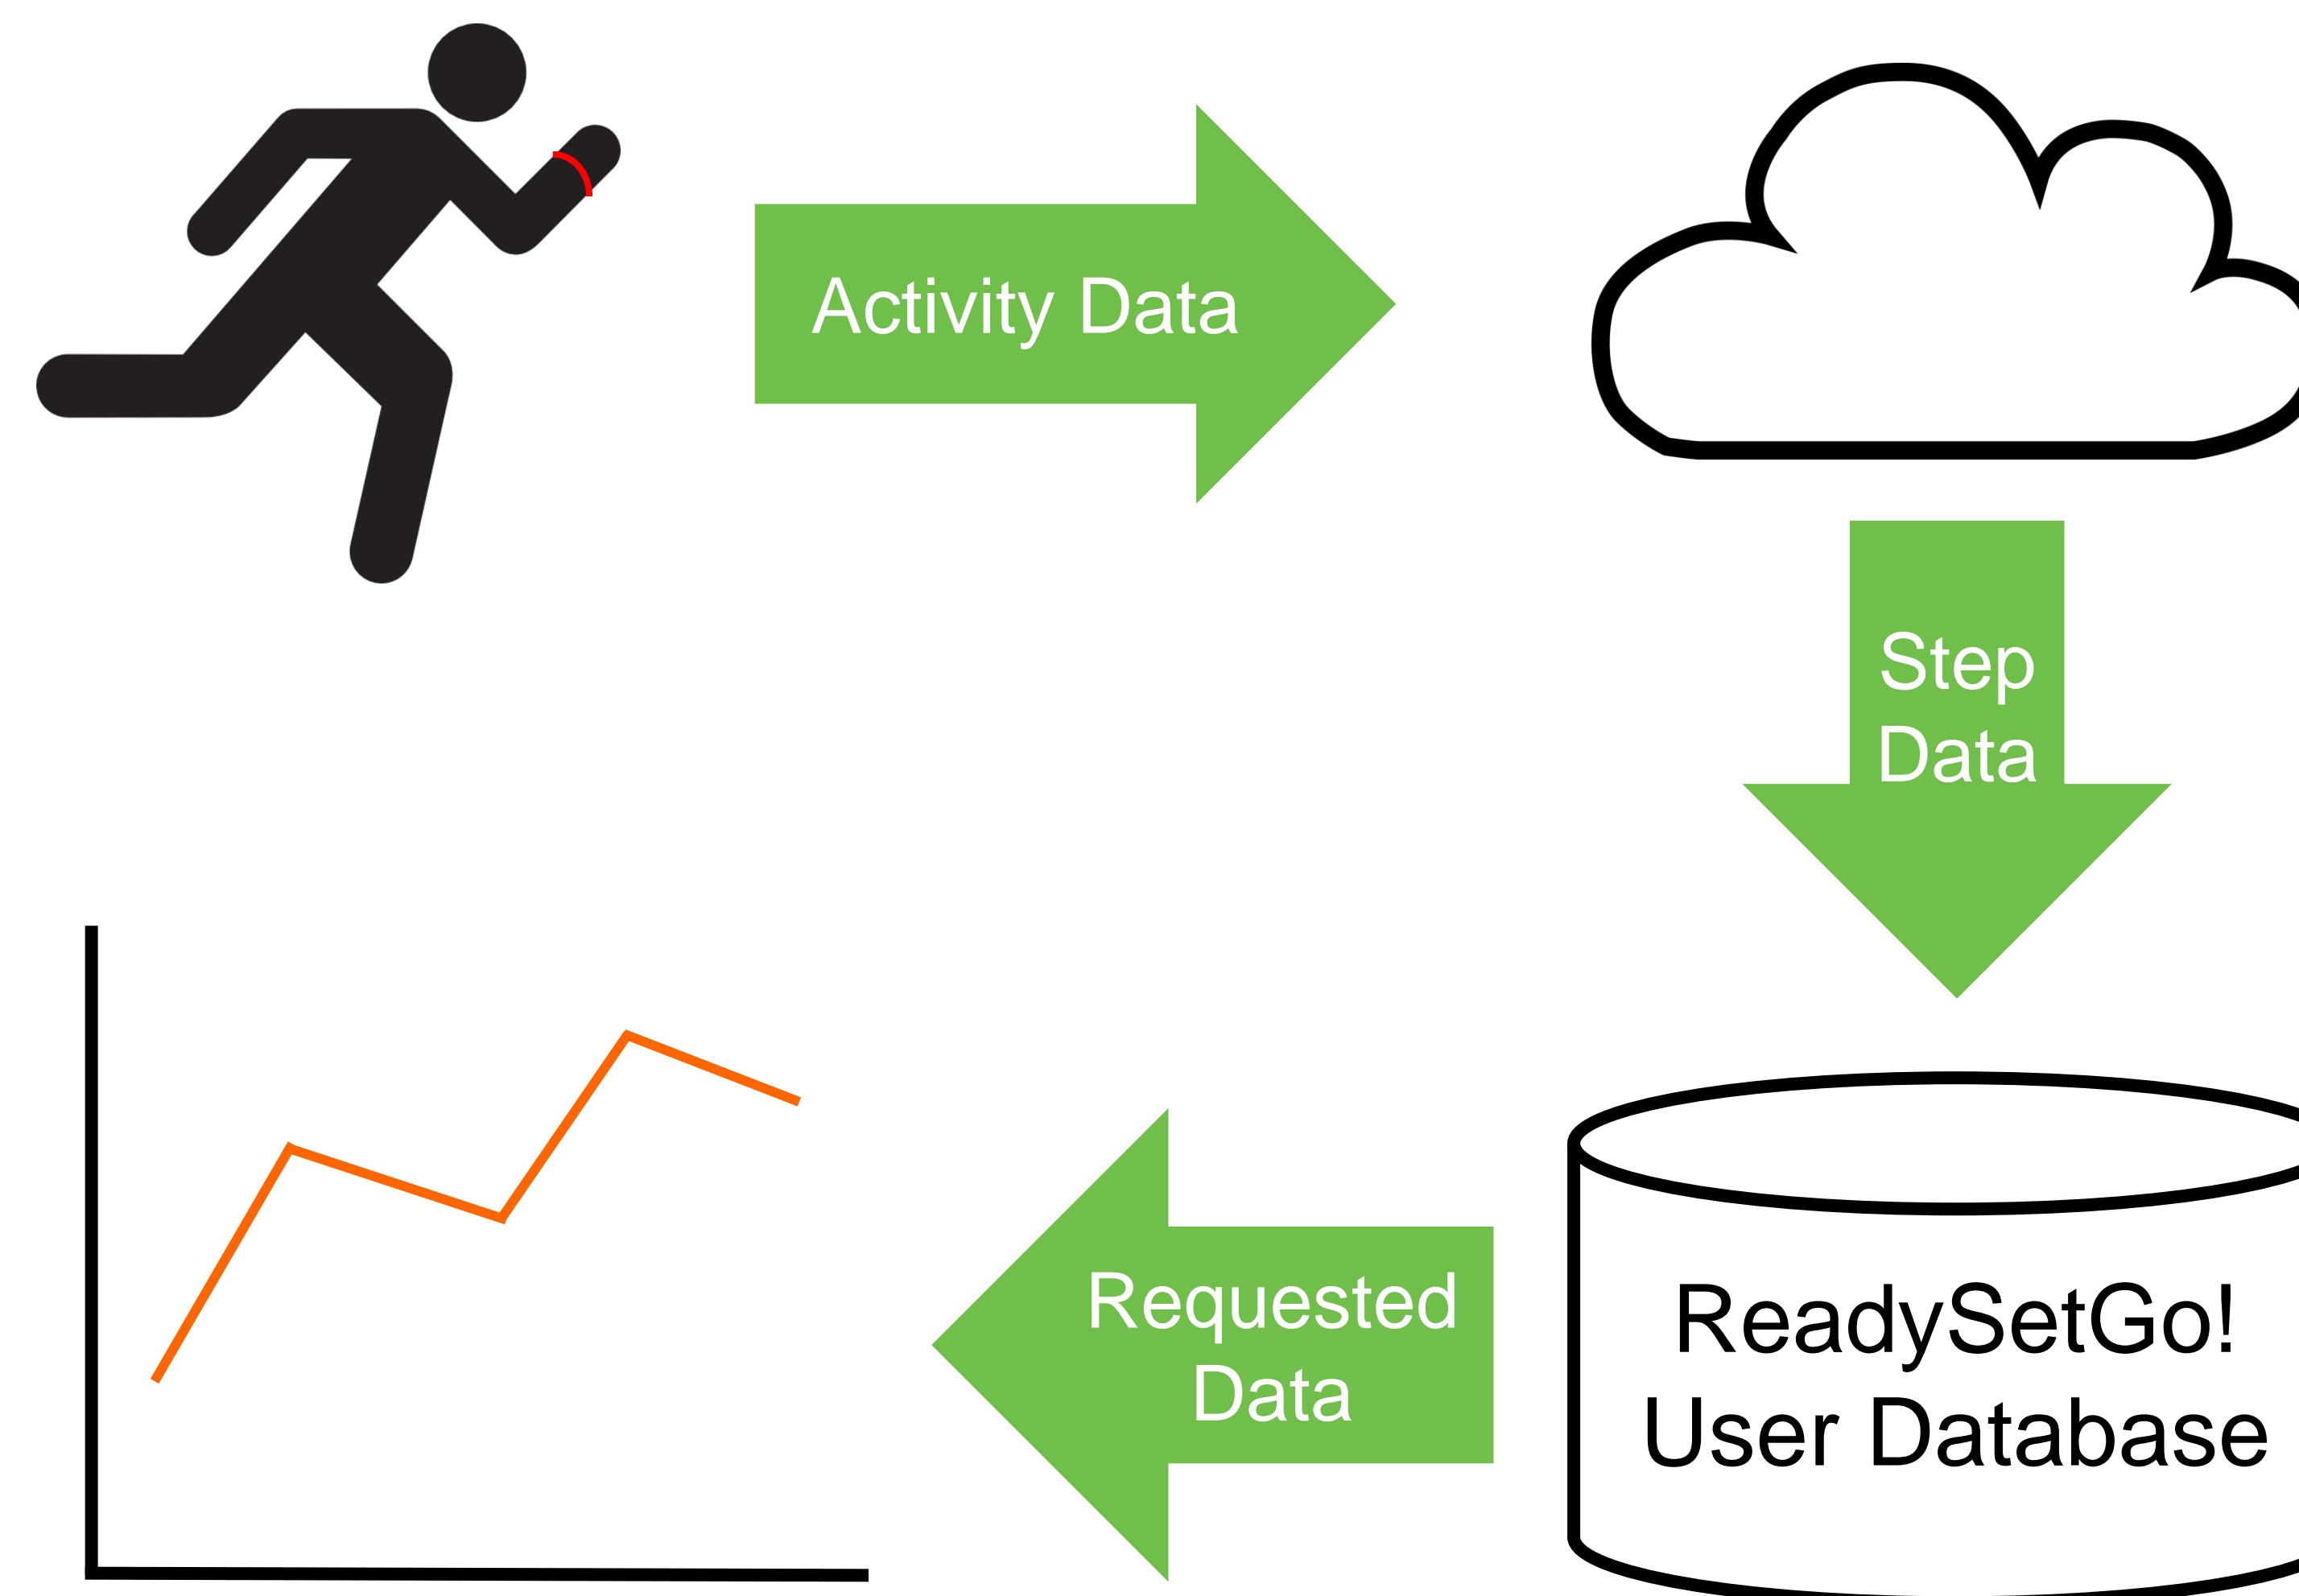 Activity Data
Step
Data
Requested
Data
ReadySetGo!
User Database